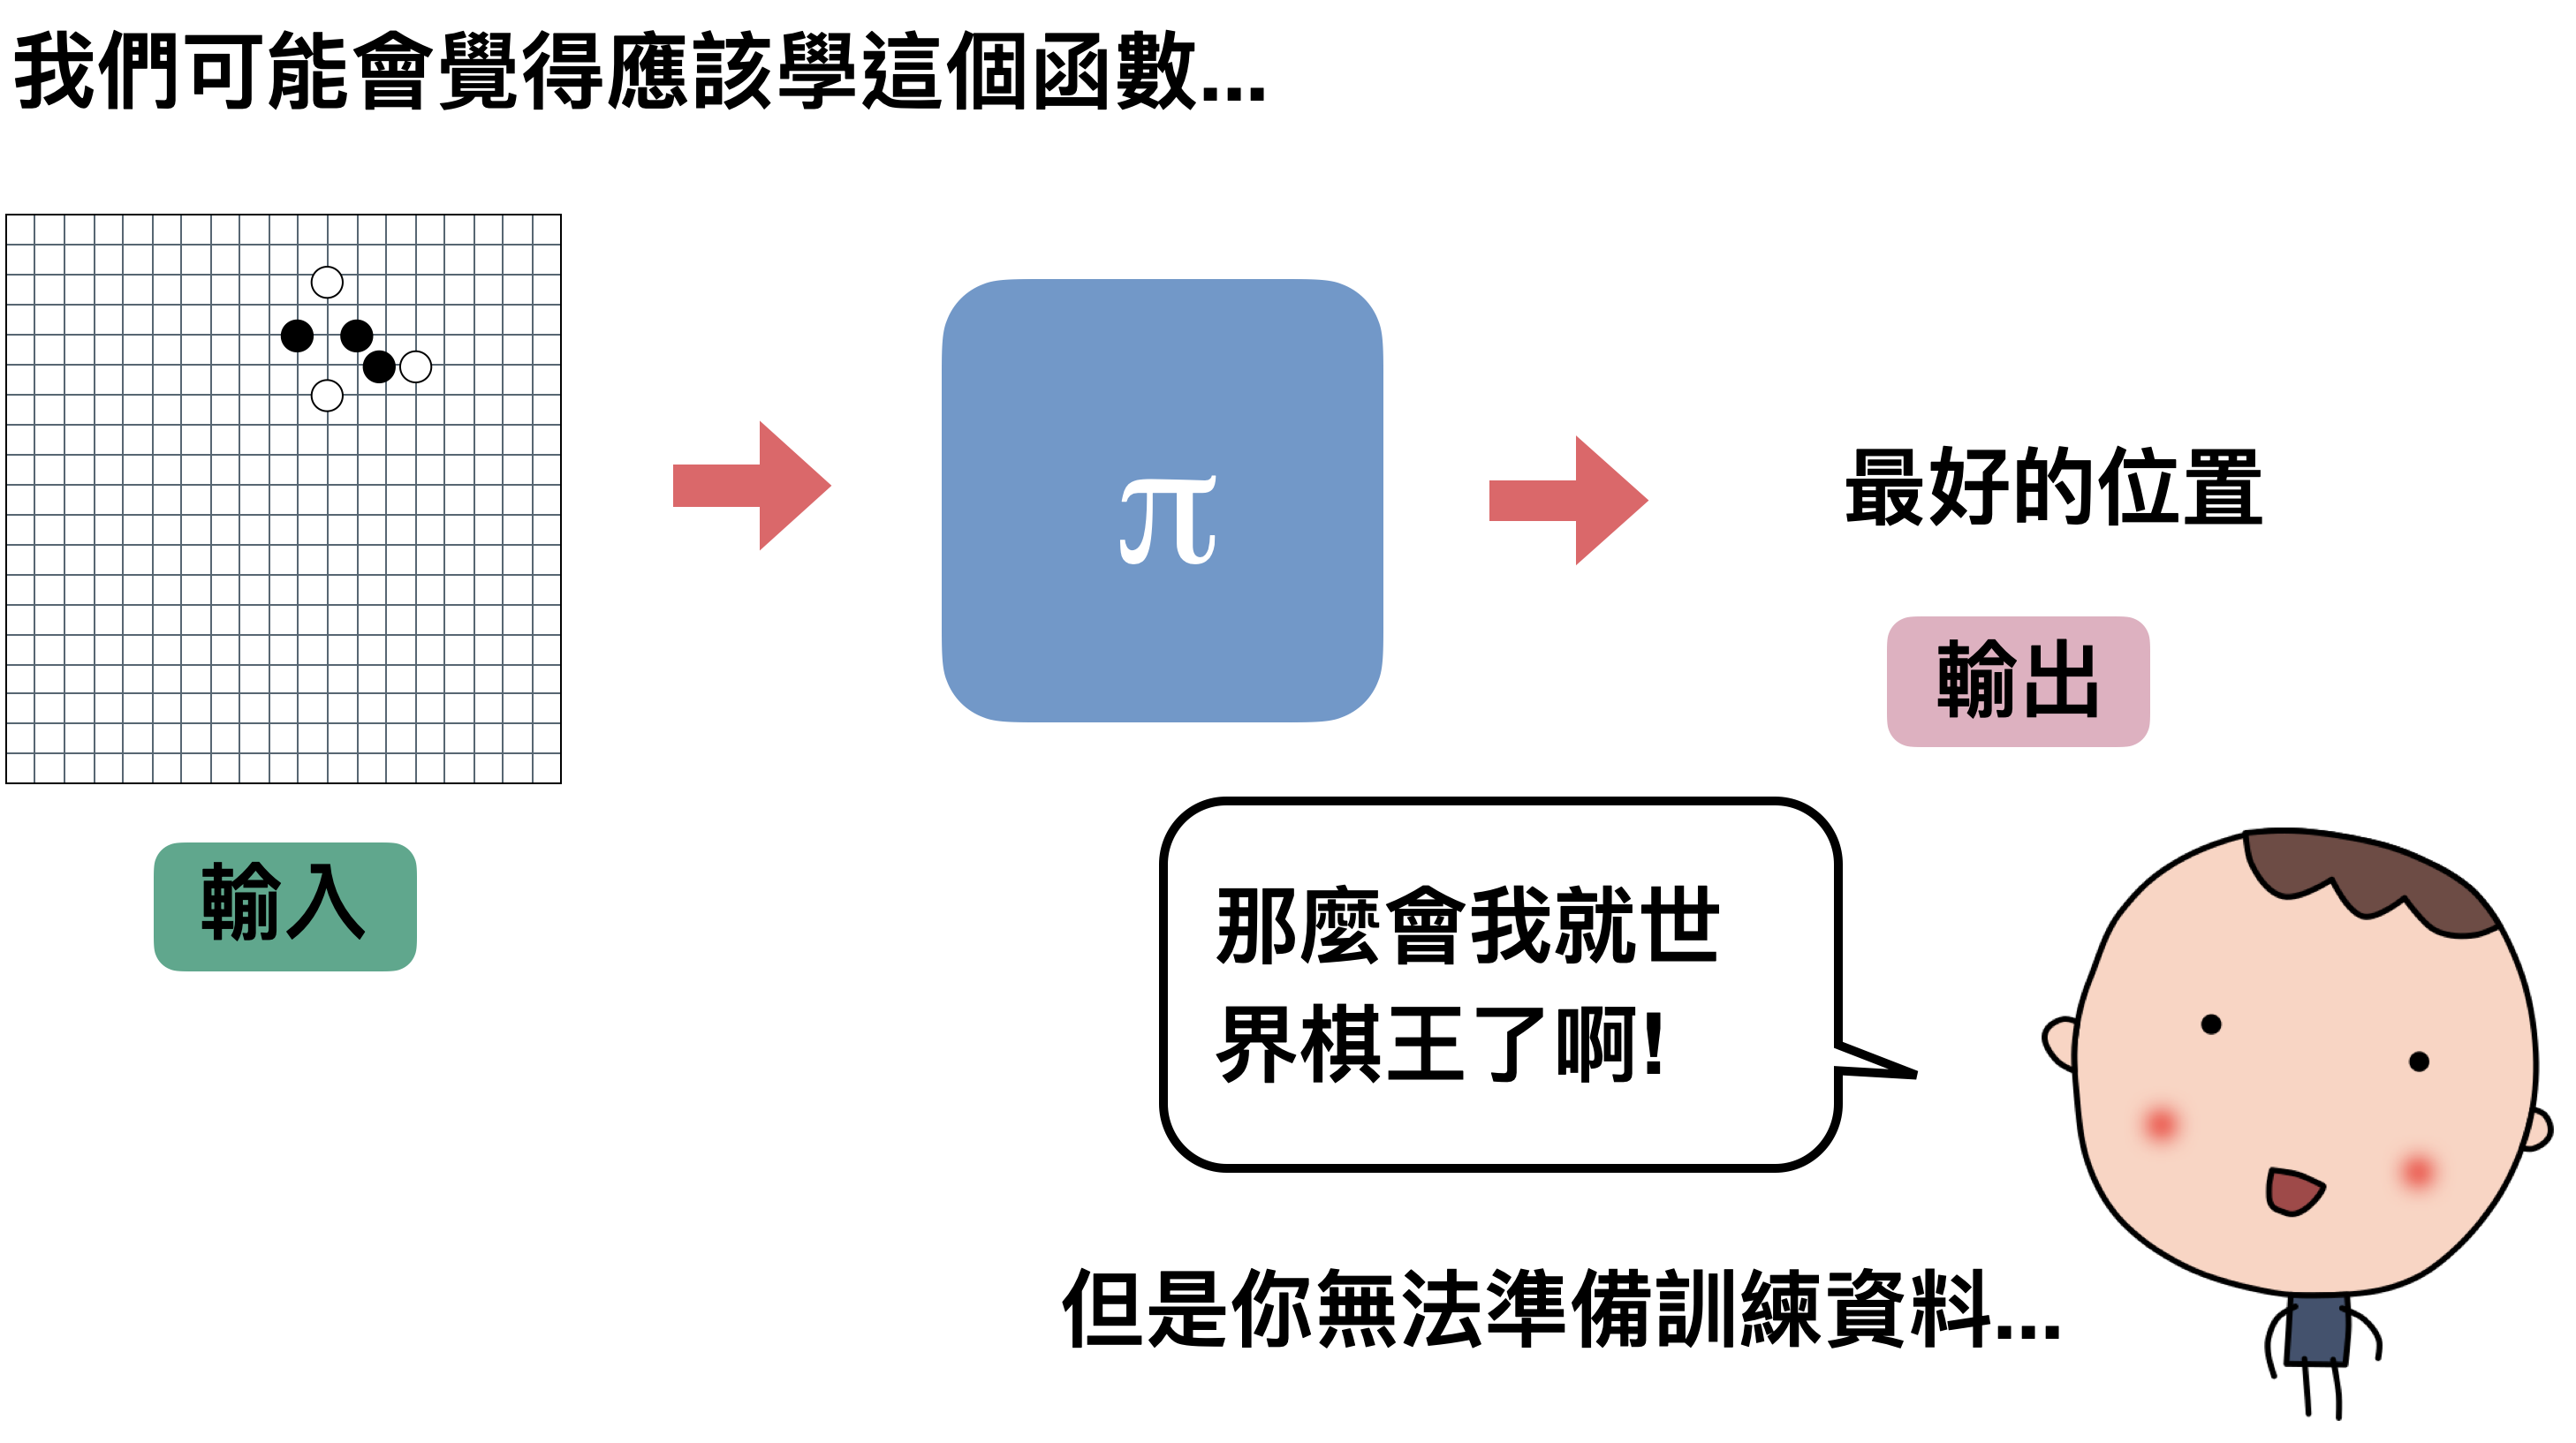 我們可能會覺得應該學這個函數...
π
最好的位置
輸出
輸入
那麼會我就世
界棋王了啊!
但是你無法準備訓練資料...